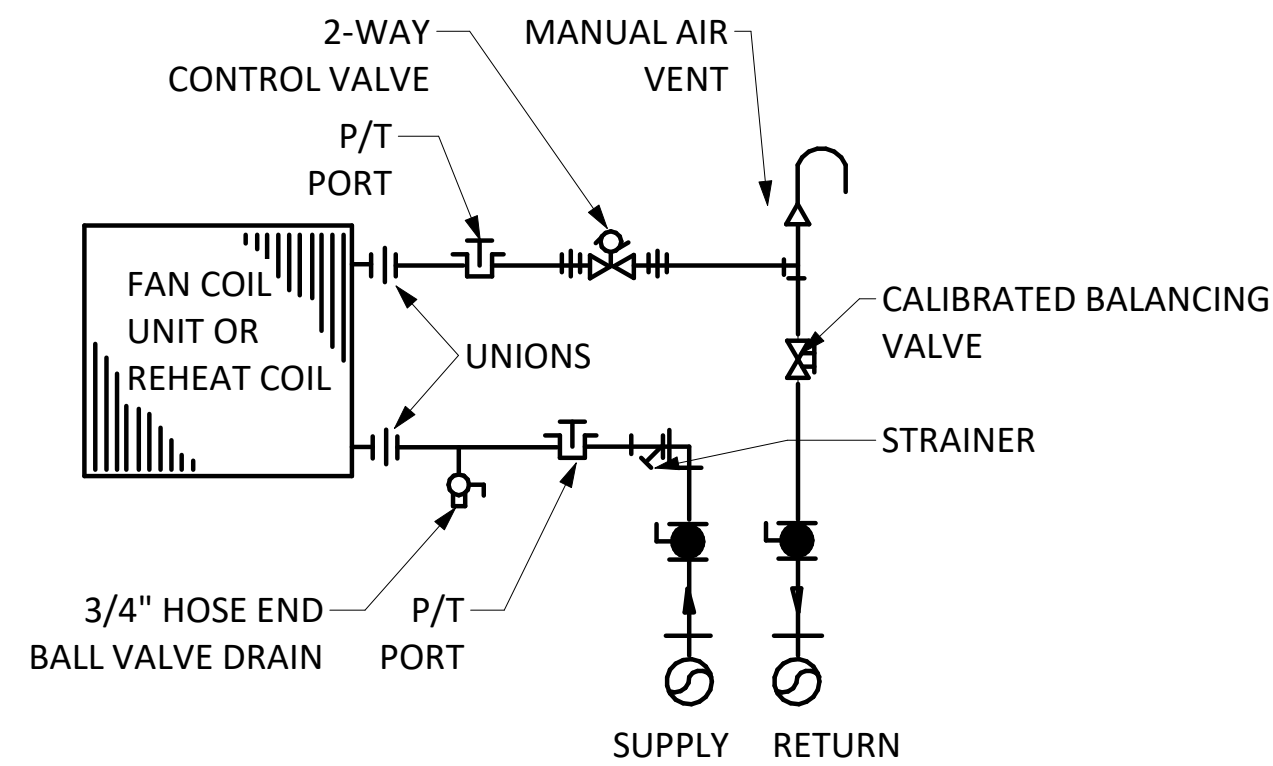 2-WAY
CONTROL VALVE
MANUAL AIR
VENT
P/T
PORT
FAN COIL
UNIT OR
REHEAT COIL
UNIONS
CALIBRATED BALANCING
VALVE
STRAINER
3/4" HOSE END
BALL VALVE DRAIN
P/T
PORT
SUPPLY
RETURN